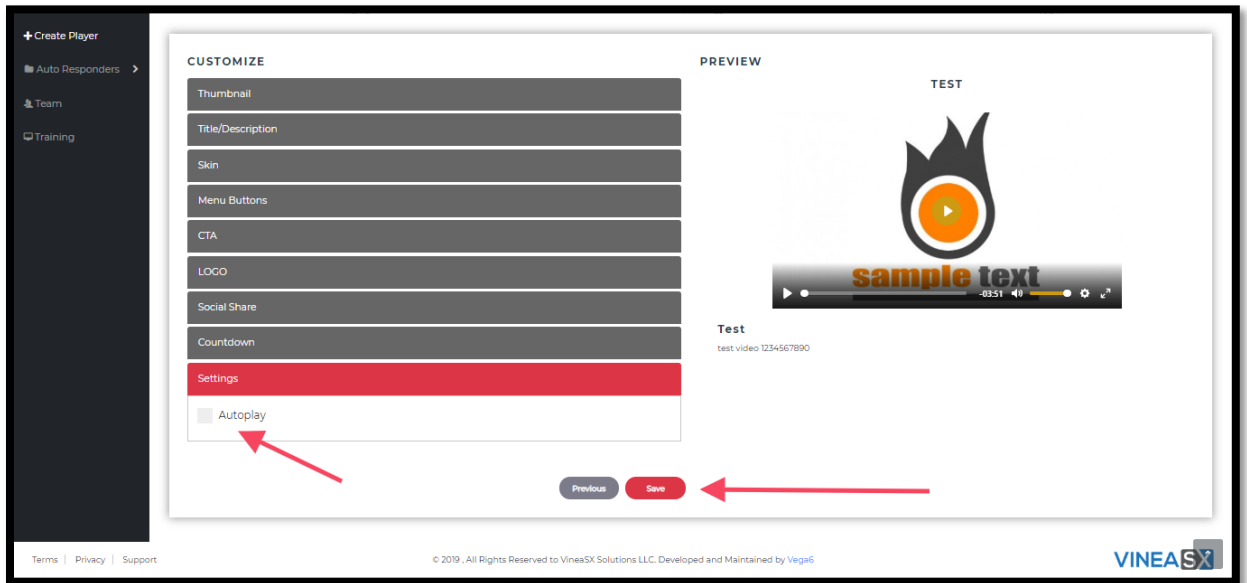 Create Player
Auto Responders
Team
Training
CUSTOMIZE
Thumbnail
Title/Description
Skin
Menu Buttons
CTA
LOGO
Social Share
Countdown
Settings
Autoplay
PREVIEW
TEST
sample text
-03:51
Test
test video 1234567890
Previous
Save
Terms | Privacy | Support
© 2019 , All Rights Reserved to VineaSX Solutions LLC. Developed and Maintained by Vega6
VINEASX